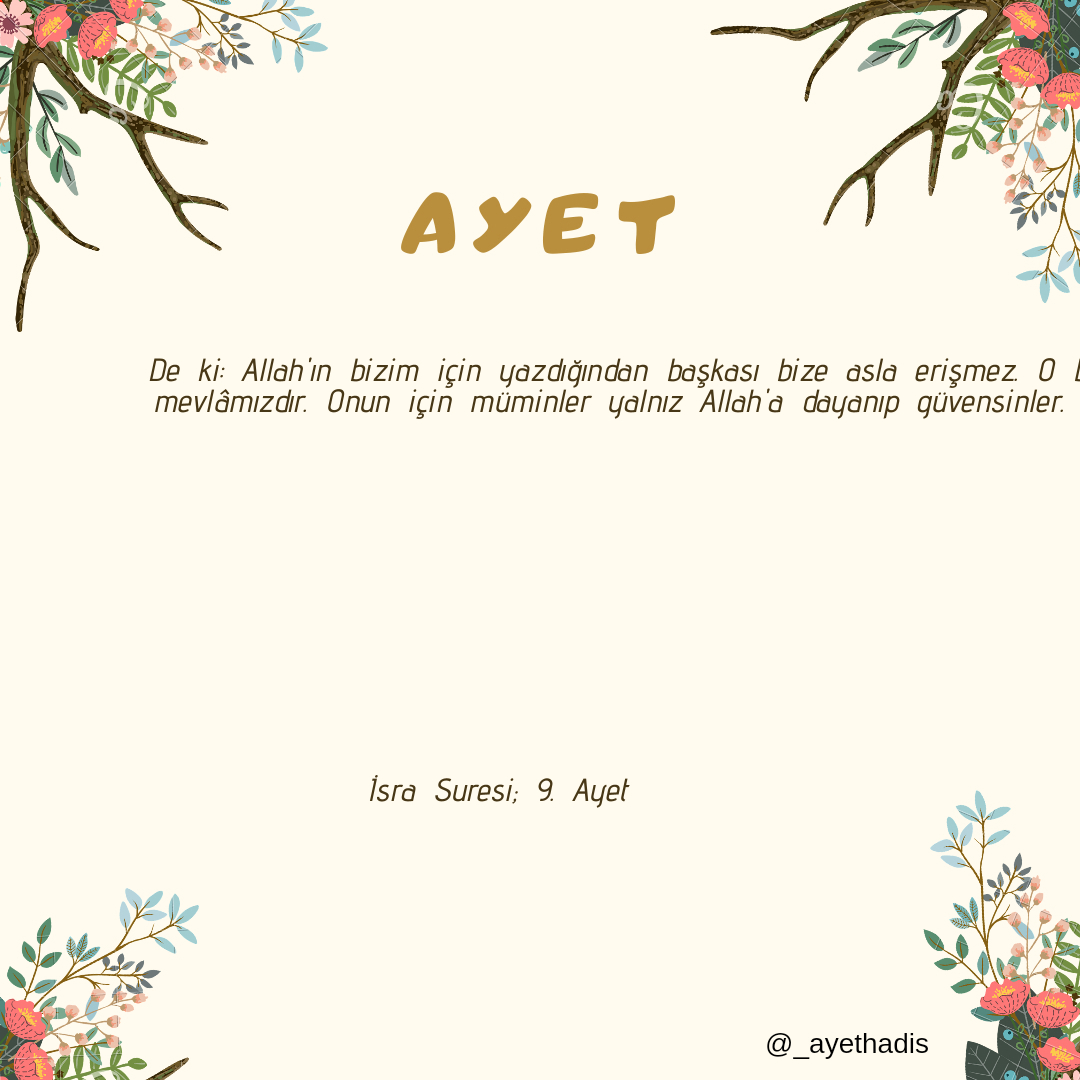 AYET
De ki: Allah'ın bizim için yazdığından başkası bize asla erişmez. O
mevlâmızdır. Onun için müminler yalnız Allah'a dayanıp güvensinler.
İsra Suresi; 9. Ayet
@_ayethadis